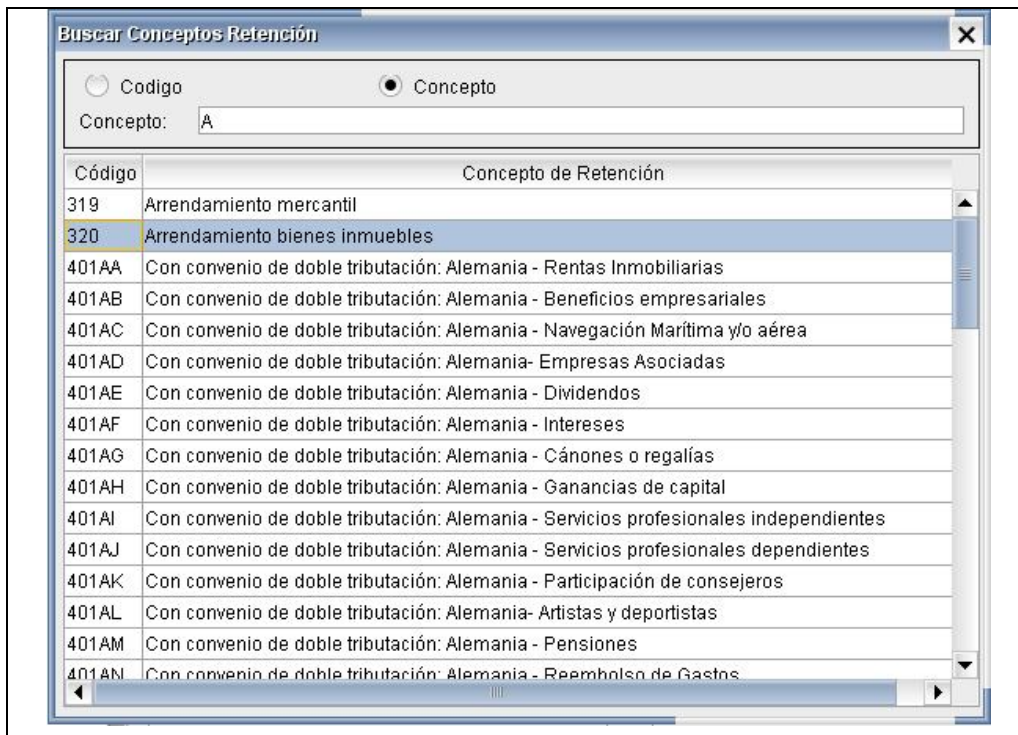 Buscar Conceptos Retención
Codigo Concepto
Concepto: A
Código Concepto de Retención
319 Arrendamiento mercantil
320 Arrendamiento bienes inmuebles
401AA Con convenio de doble tributación: Alemania - Rentas Inmobiliarias
401AB Con convenio de doble tributación: Alemania - Beneficios empresariales
401AC Con convenio de doble tributación: Alemania - Navegación Marítima y/o aérea
401AD Con convenio de doble tributación: Alemania- Empresas Asociadas
401AE Con convenio de doble tributación: Alemania - Dividendos
401AF Con convenio de doble tributación: Alemania - Intereses
401AG Con convenio de doble tributación: Alemania - Cánones o regalías
401AH Con convenio de doble tributación: Alemania - Ganancias de capital
401AI Con convenio de doble tributación: Alemania - Servicios profesionales independientes
401AJ Con convenio de doble tributación: Alemania - Servicios profesionales dependientes
401AK Con convenio de doble tributación: Alemania - Participación de consejeros
401AL Con convenio de doble tributación: Alemania- Artistas y deportistas
401AM Con convenio de doble tributación: Alemania - Pensiones
401AN Con convenio de doble tributación: Alemania - Reembolso de Gastos